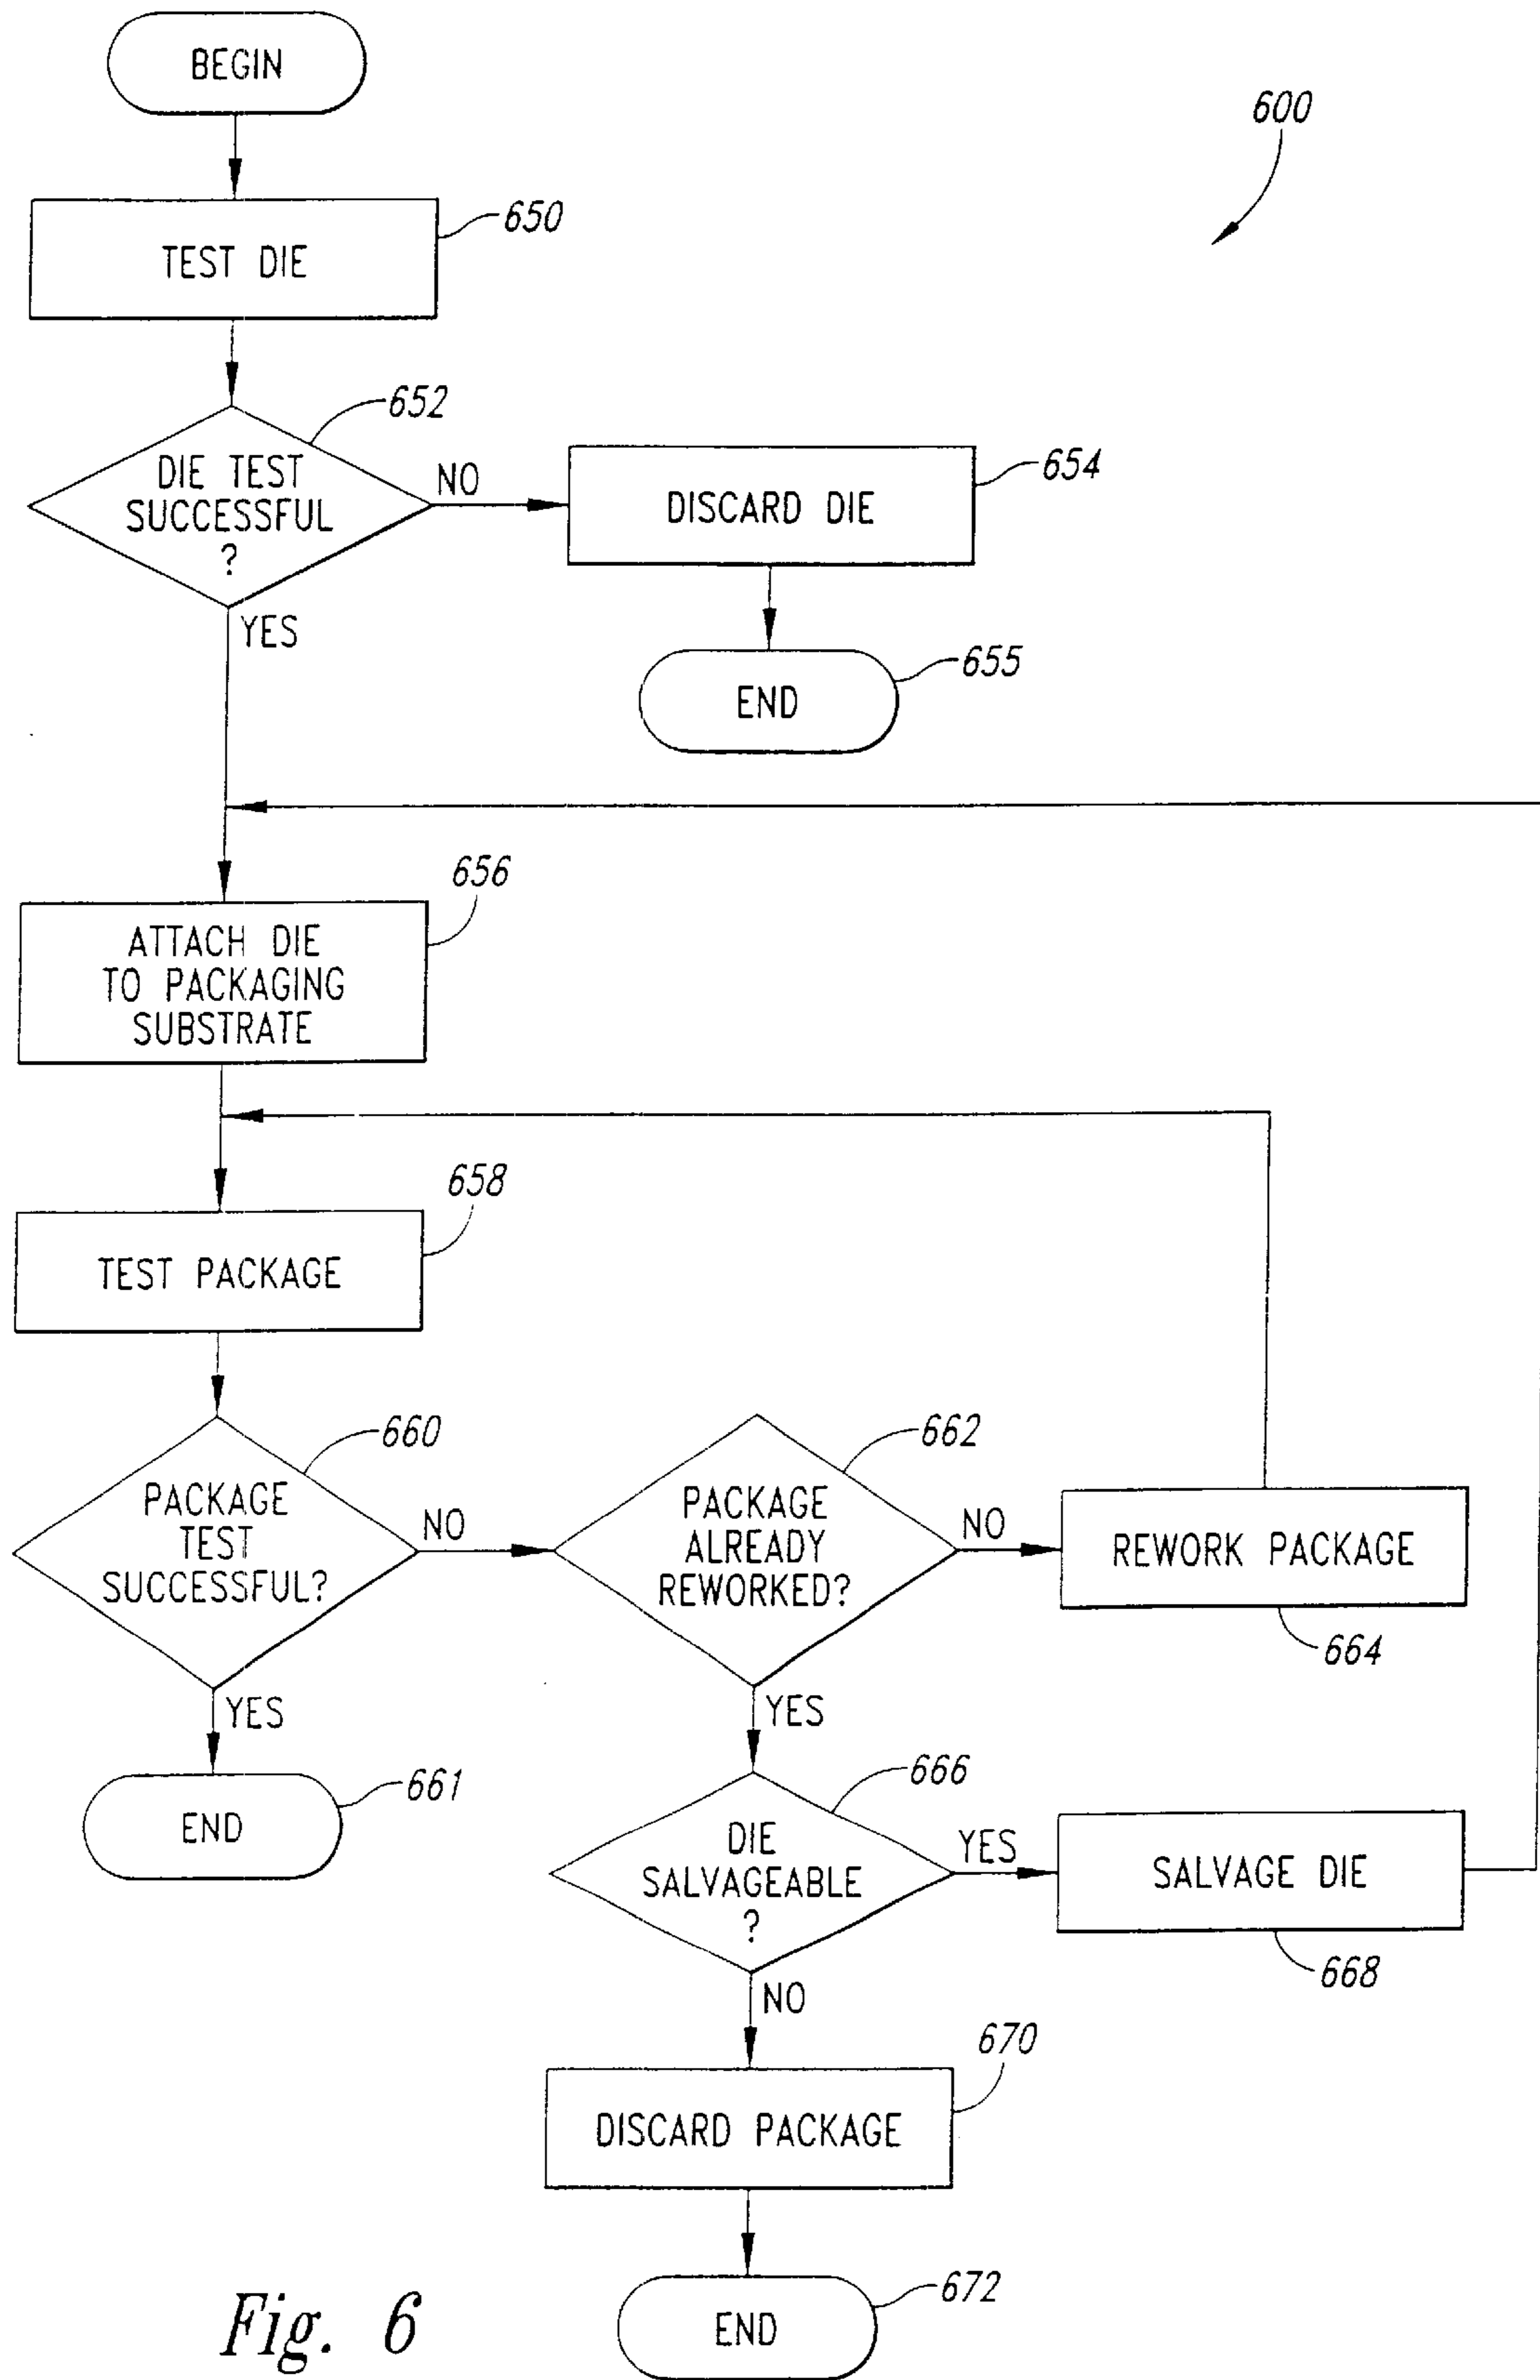 BEGIN
600
650
TEST DIE
652
DIE TEST
SUCCESSFUL
?
NO
YES
654
DISCARD DIE
655
END
656
ATTACH DIE
TO PACKAGING
SUBSTRATE
658
TEST PACKAGE
660
PACKAGE
TEST
SUCCESSFUL?
NO
YES
661
END
662
PACKAGE
ALREADY
REWORKED?
NO
YES
REWORK PACKAGE
664
666
DIE
SALVAGEABLE
?
YES
NO
SALVAGE DIE
668
670
DISCARD PACKAGE
672
END
Fig. 6